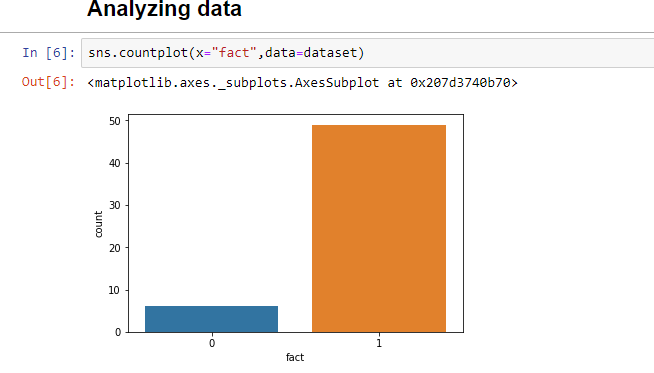 Analyzing data
In [6]: sns.countplot(x="fact",data=dataset)
Out[6]: <matplotlib.axes._subplots.AxesSubplot at 0x207d3740b70>
50
40
30
20
10
0
count
0 1
fact